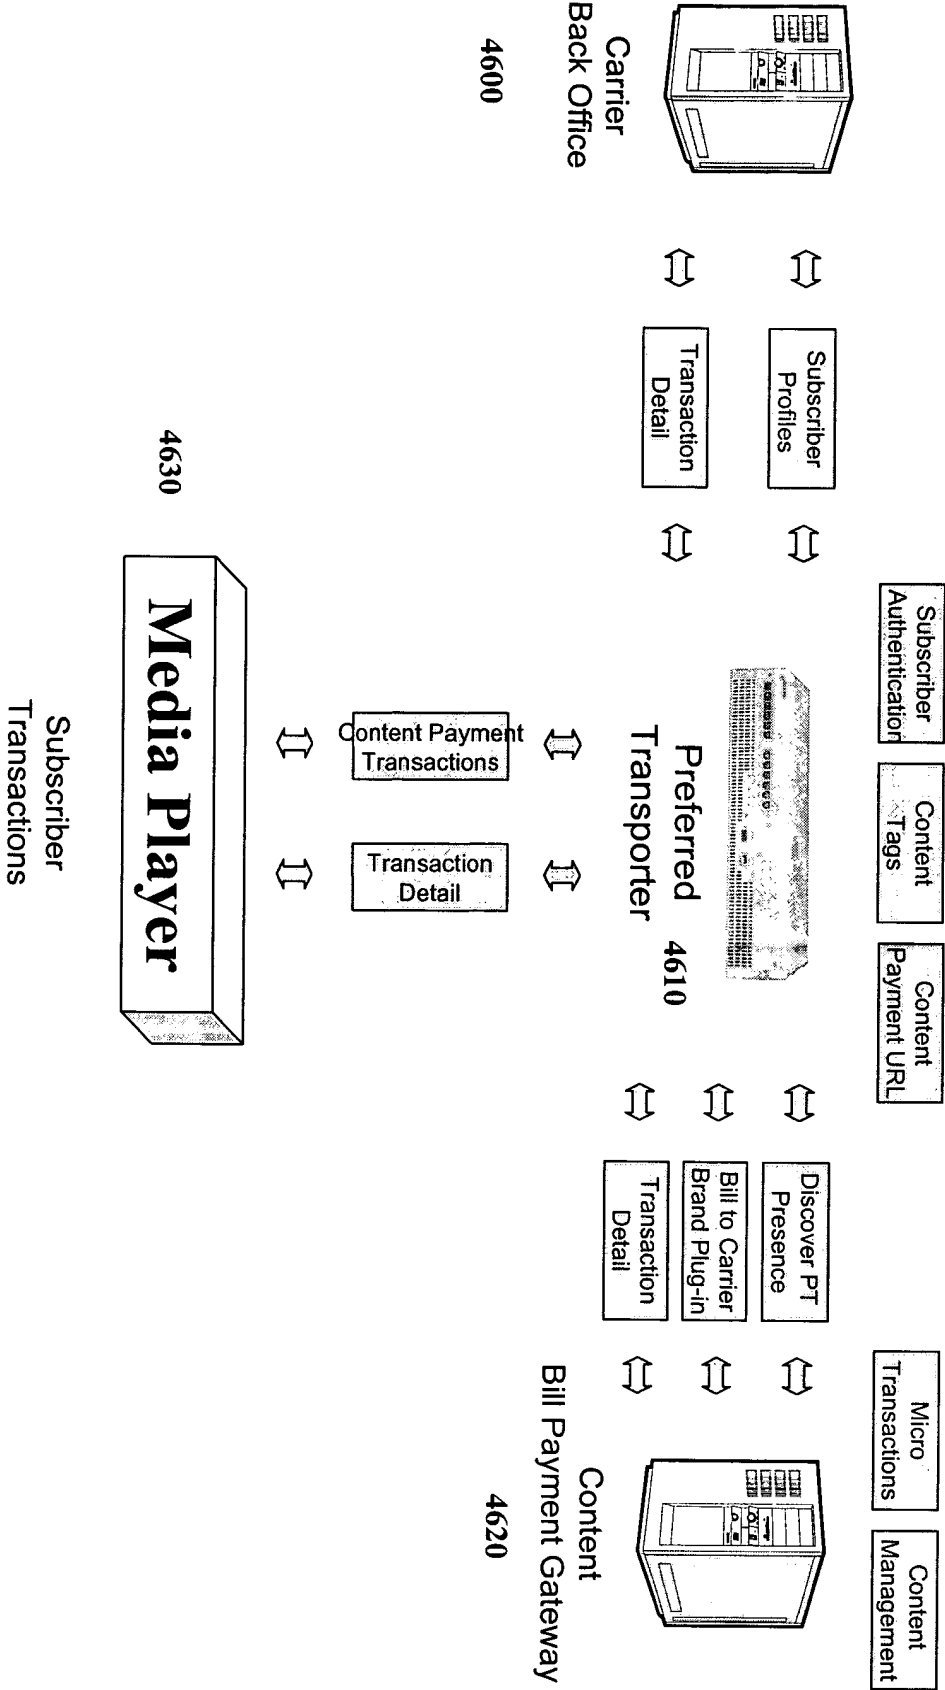 Subscriber
Authentication
Content
Tags
Content
Payment URL
Micro
Transactions
Content
Management
Carrier
Back Office
4600
Subscriber
Profiles
Transaction
Detail
Preferred
Transporter
4610
Discover PT
Presence
Bill to Carrier
Brand Plug-in
Transaction
Detail
Content
Bill Payment Gateway
4620
Content Payment
Transactions
Transaction
Detail
4630
Media Player
Subscriber
Transactions